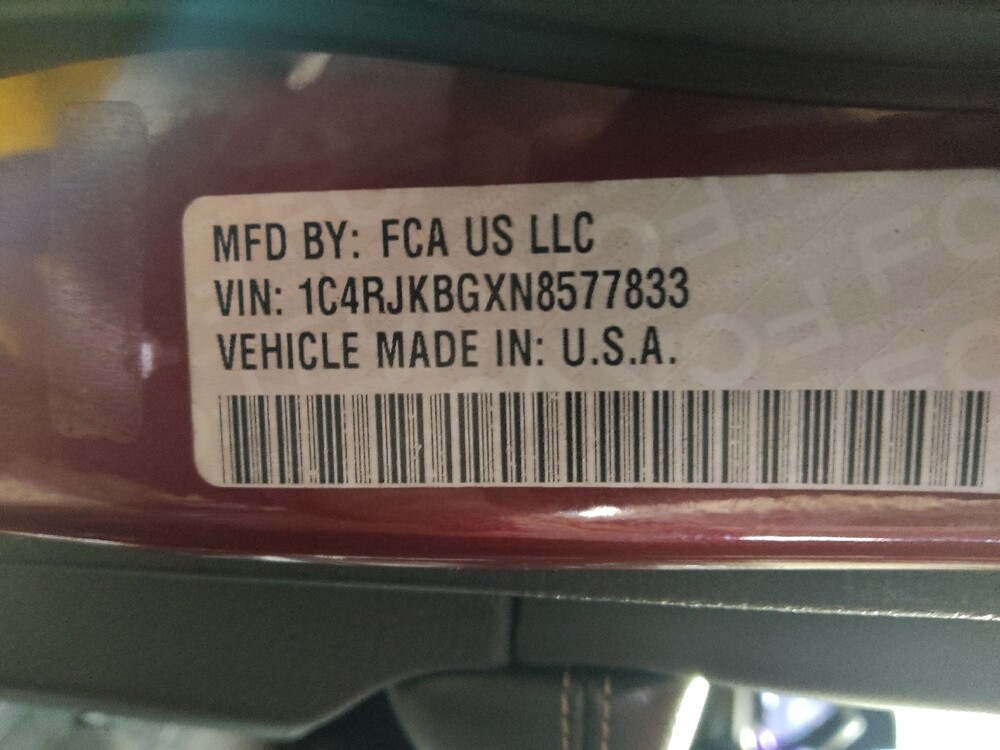 MFD BY: FCA US LLC
VIN: 1C4RJKBGXN8577833
VEHICLE MADE IN: U.S.A.